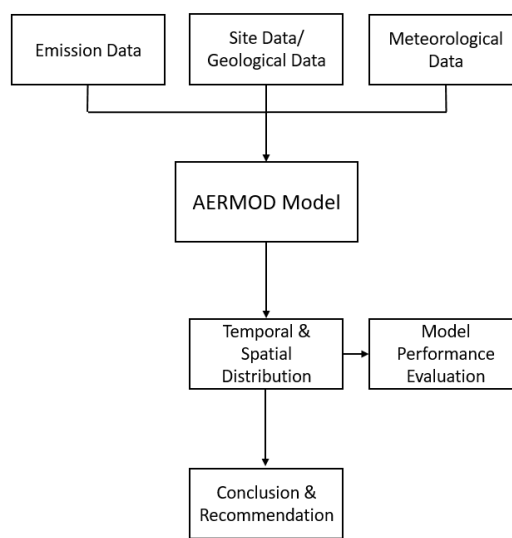 Emission Data
Site Data/
Geological Data
Meteorological
Data
AERMOD Model
Temporal &
Spatial
Distribution
Model
Performance
Evaluation
Conclusion &
Recommendation